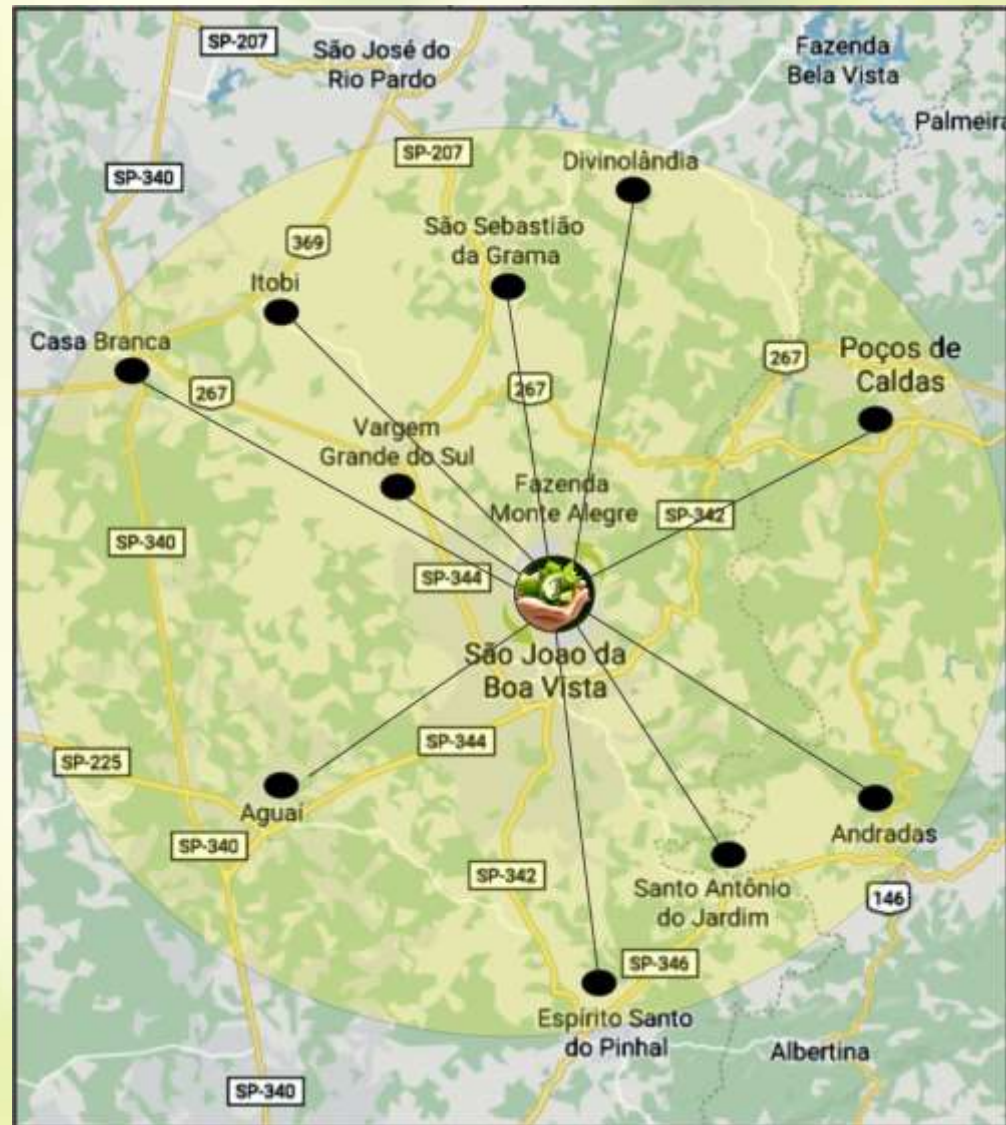 SP-207
São José do
Rio Pardo
Fazenda
Bela Vista
Palmeira
SP-207
Divinolândia
SP-340
369
São Sebastião
da Grama
Itobi
Casa Branca
267
267
267
Poços de
Caldas
Vargem
Grande do Sul
Fazenda
Monte Alegre
SP-342
SP-340
SP-344
São Joao da
Boa Vista
SP-344
SP-225
Aguaí
SP-340
Andradas
SP-342
Santo Antônio
do Jardim
146
SP-346
Espírito Santo
do Pinhal
Albertina
SP-340